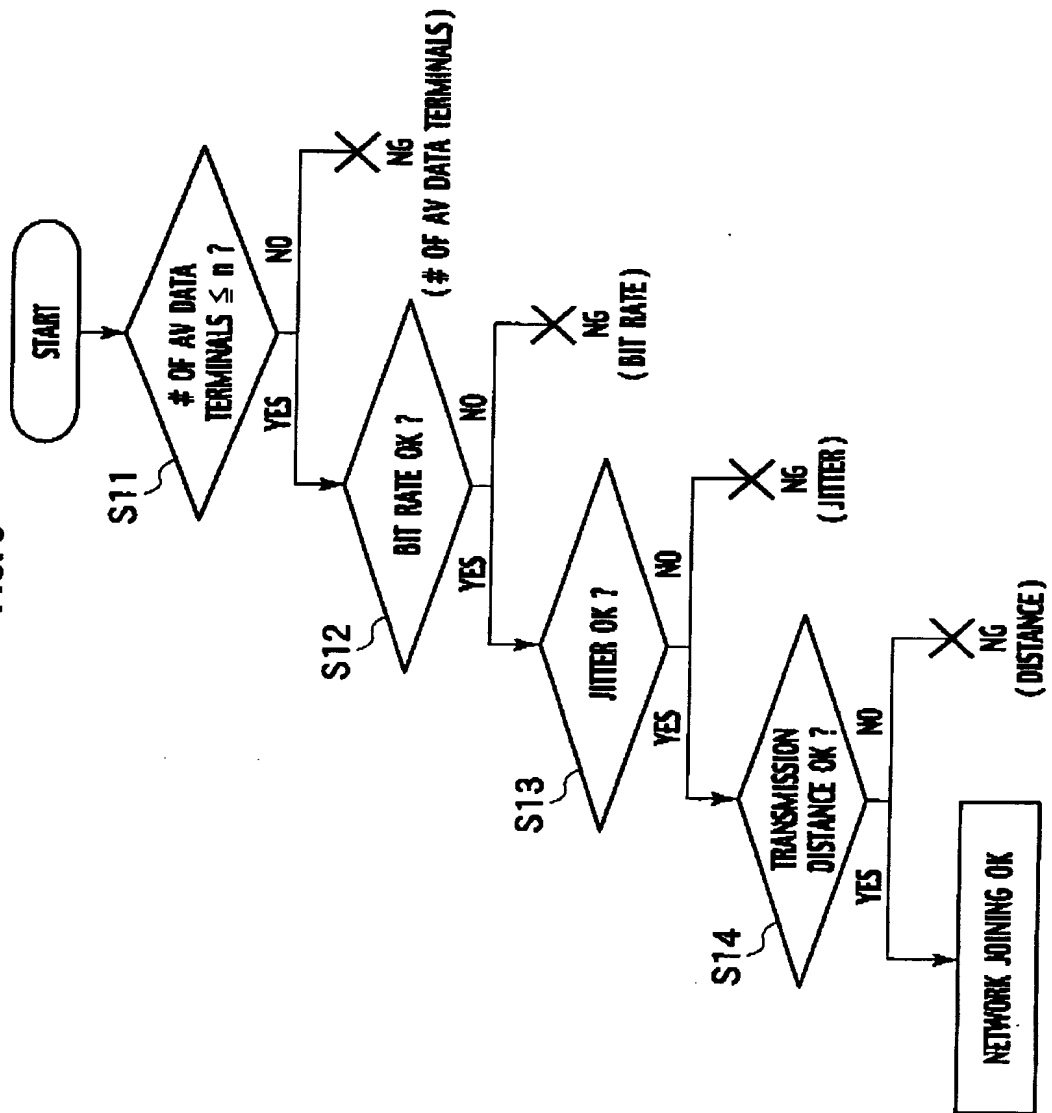 START
S11
# OF AV DATA
TERMINALS ≦ n ?
YES
NO
NG
(# OF AV DATA TERMINALS)
S12
BIT RATE OK ?
YES
NO
NG
(BIT RATE)
S13
JITTER OK ?
YES
NO
NG
(JITTER)
S14
TRANSMISSION
DISTANCE OK ?
YES
NO
NG
(DISTANCE)
NETWORK JOINING OK